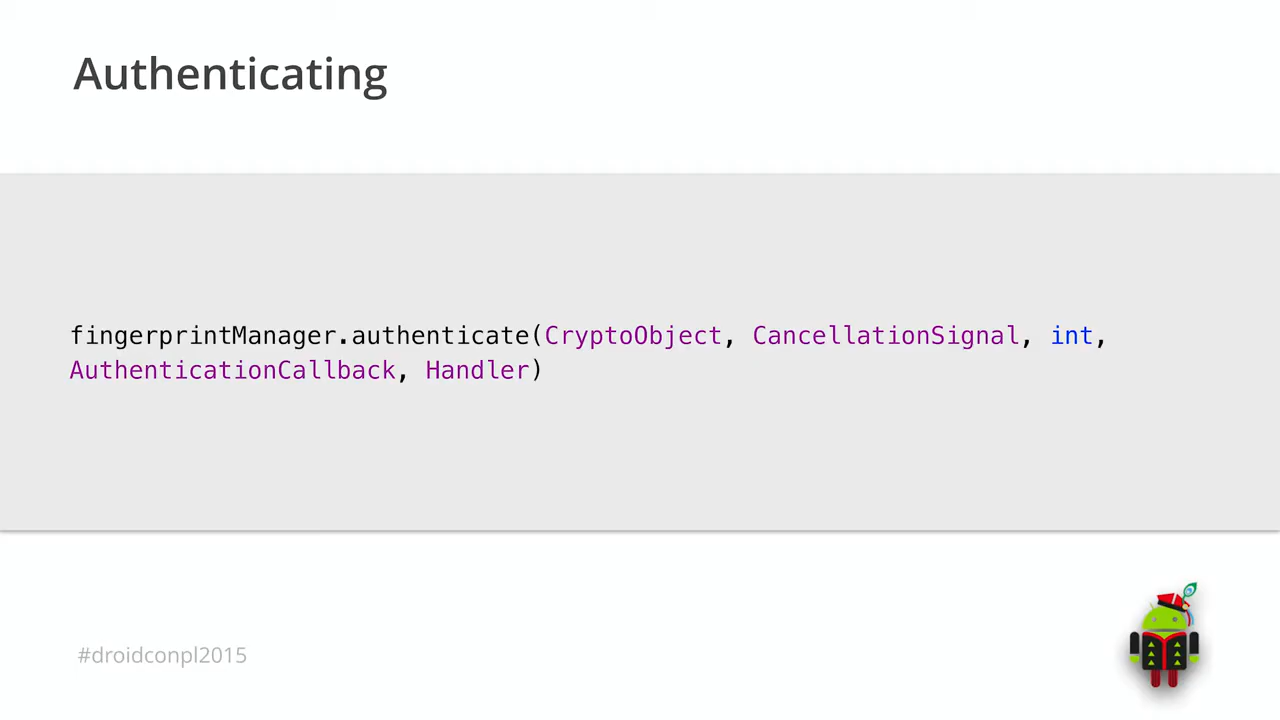 Authenticating
fingerprintManager.authenticate(CryptoObject, CancellationSignal, int,
AuthenticationCallback, Handler)
#droidconpl2015